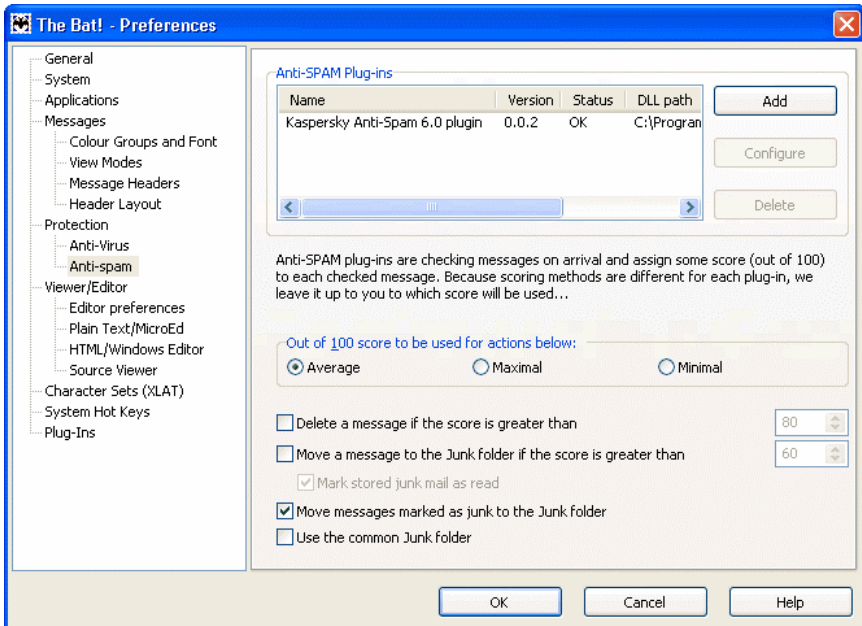 The Bat! - Preferences
General
System
Applications
Messages
Colour Groups and Font
View Modes
Message Headers
Header Layout
Protection
Anti-Virus
Anti-spam
Viewer/Editor
Editor preferences
Plain Text/MicroEd
HTML/Windows Editor
Source Viewer
Character Sets (XLAT)
System Hot Keys
Plug-Ins
Anti-SPAM Plug-ins
Name Version Status DLL path
Kaspersky Anti-Spam 6.0 plugin 0.0.2 OK C:\Program
Add
Configure
Delete
Anti-SPAM plug-ins are checking messages on arrival and assign some score (out of 100)
to each checked message. Because scoring methods are different for each plug-in, we
leave it up to you to which score will be used...
Out of 100 score to be used for actions below:
Average Maximal Minimal
Delete a message if the score is greater than 80
Move a message to the Junk folder if the score is greater than 60
Mark stored junk mail as read
Move messages marked as junk to the Junk folder
Use the common Junk folder
OK Cancel Help